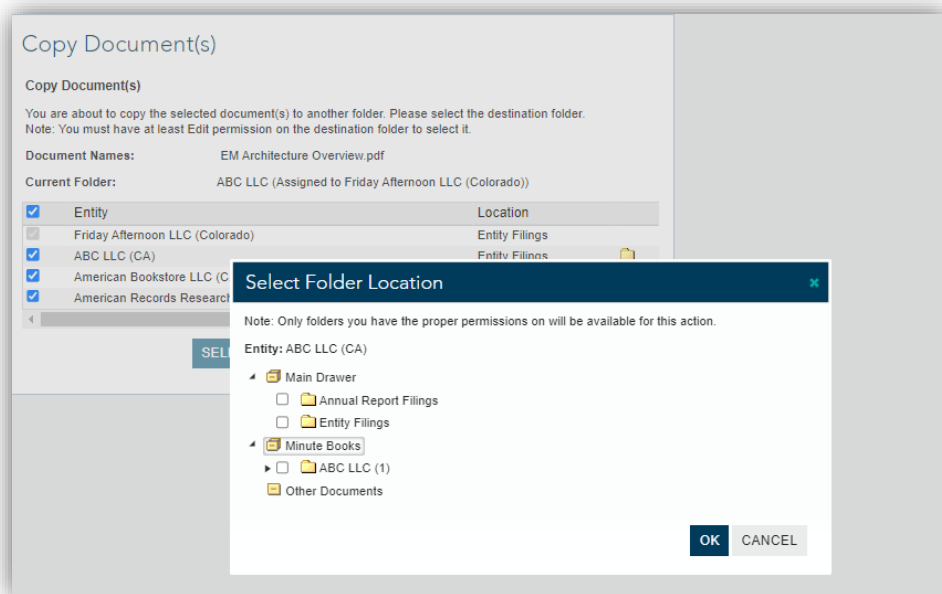 Copy Document(s)
Copy Document(s)
You are about to copy the selected document(s) to another folder. Please select the destination folder.
Note: You must have at least Edit permission on the destination folder to select it.
Document Names: EM Architecture Overview.pdf
Current Folder: ABC LLC (Assigned to Friday Afternoon LLC (Colorado))
Entity Location
Friday Afternoon LLC (Colorado) Entity Filings
ABC LLC (CA) Entity Filings
American Bookstore LLC (C
American Records Research
Select Folder Location
Note: Only folders you have the proper permissions on will be available for this action.
Entity: ABC LLC (CA)
Main Drawer
Annual Report Filings
Entity Filings
Minute Books
ABC LLC (1)
Other Documents
OK CANCEL